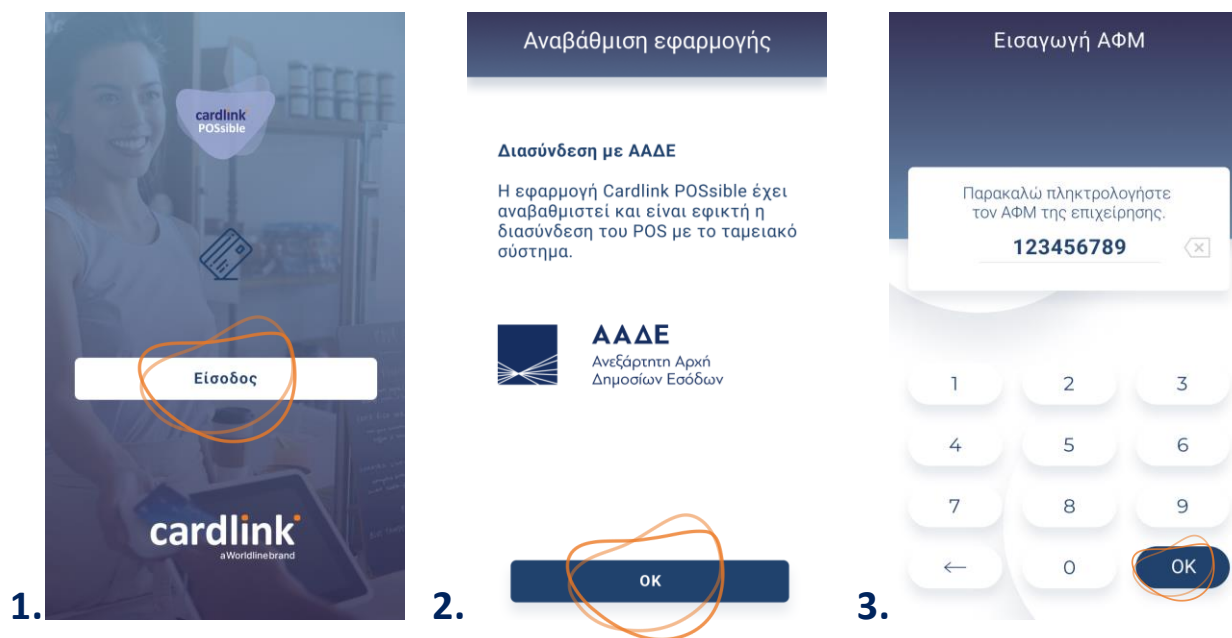 cardlink
POSsible
Είσοδος
cardlink
a Worldline brand
1.
Αναβάθμιση εφαρμογής
Διασύνδεση με ΑΑΔΕ
Η εφαρμογή Cardlink POSsible έχει
αναβαθμιστεί και είναι εφικτή η
διασύνδεση του POS με το ταμειακό
σύστημα.
ΑΑΔΕ
Ανεξάρτητη Αρχή
Δημοσίων Εσόδων
OK
2.
Εισαγωγή ΑΦΜ
Παρακαλώ πληκτρολογήστε
τον ΑΦΜ της επιχείρησης.
123456789
1 2 3
4 5 6
7 8 9
← 0 OK
3.